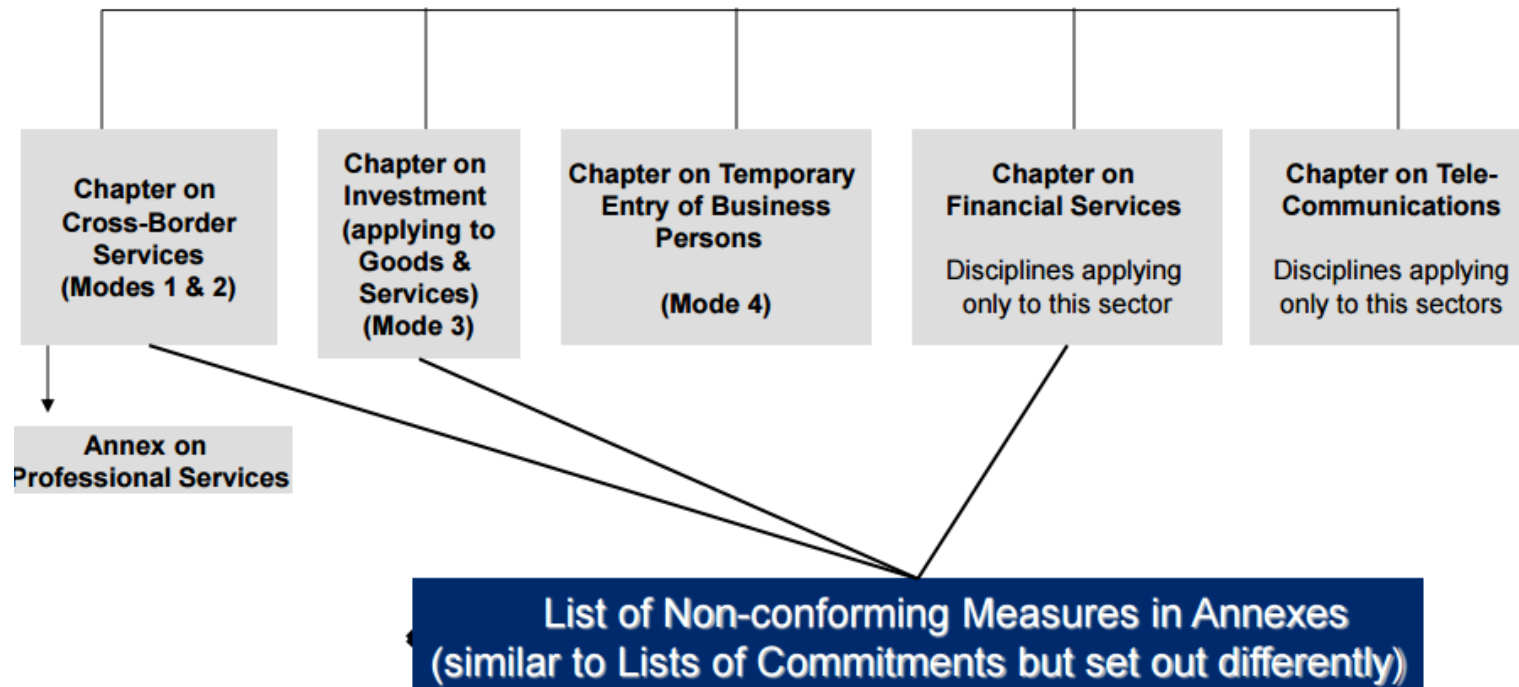 Chapter on
Cross-Border
Services
(Modes 1 & 2)
Chapter on
Investment
(applying to
Goods &
Services)
(Mode 3)
Chapter on Temporary
Entry of Business
Persons
(Mode 4)
Chapter on
Financial Services
Disciplines applying
only to this sector
Chapter on Tele-
Communications
Disciplines applying
only to this sectors
Annex on
Professional Services
List of Non-conforming Measures in Annexes
(similar to Lists of Commitments but set out differently)